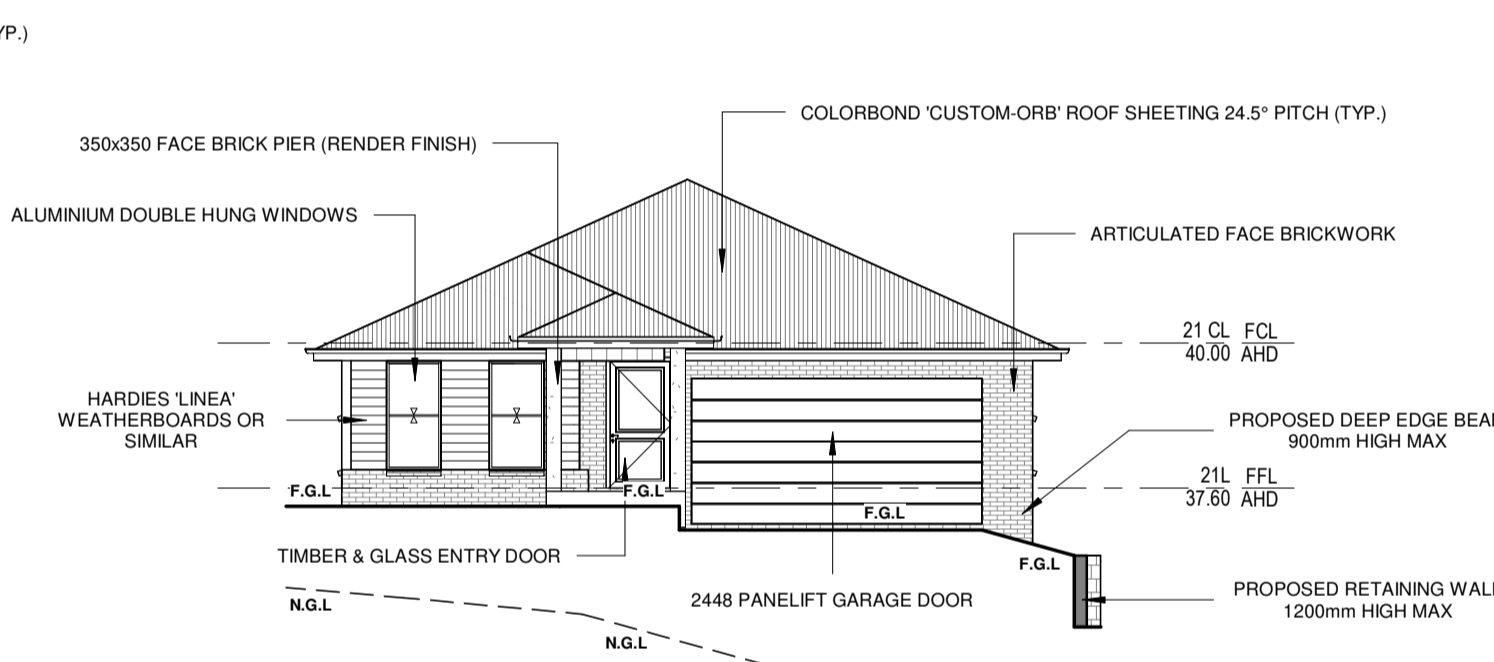 YP.)
COLORBOND 'CUSTOM-ORB' ROOF SHEETING 24.5° PITCH (TYP.)
350x350 FACE BRICK PIER (RENDER FINISH)
ALUMINIUM DOUBLE HUNG WINDOWS
ARTICULATED FACE BRICKWORK
21 CL FCL
40.00 AHD
HARDIES 'LINEA'
WEATHERBOARDS OR
SIMILAR
PROPOSED DEEP EDGE BEA
900mm HIGH MAX
21L FFL
37.60 AHD
F.G.L
F.G.L
F.G.L
TIMBER & GLASS ENTRY DOOR
F.G.L
2448 PANELIFT GARAGE DOOR
PROPOSED RETAINING WAL
1200mm HIGH MAX
N.G.L
N.G.L